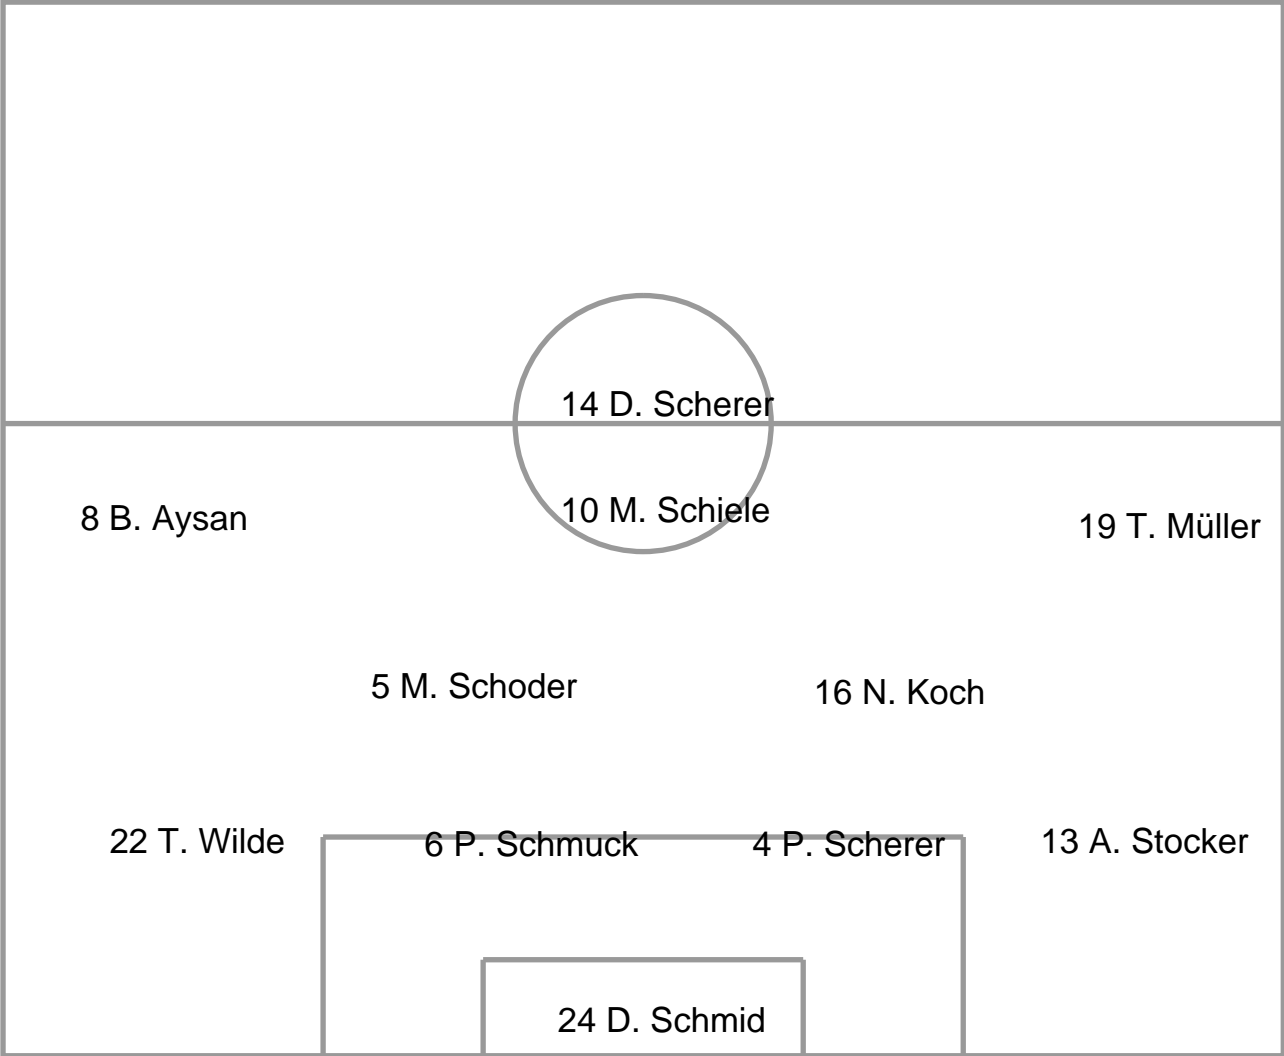 14 D. Scherer
10 M. Schiele
8 B. Aysan
19 T. Müller
5 M. Schoder
16 N. Koch
22 T. Wilde
6 P. Schmuck
4 P. Scherer
13 A. Stocker
24 D. Schmid